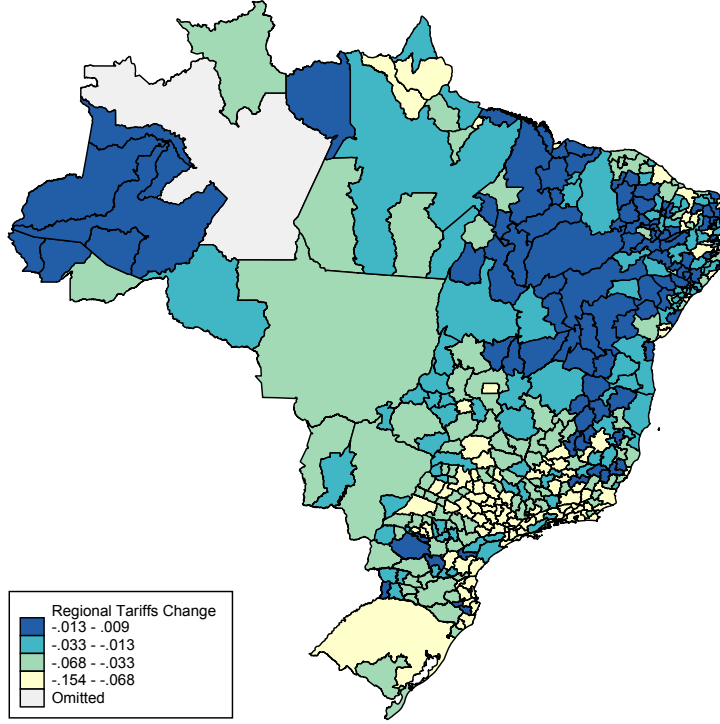 Regional Tariffs Change
-.013 - .009
-.033 - -.013
-.068 - -.033
-.154 - -.068
Omitted